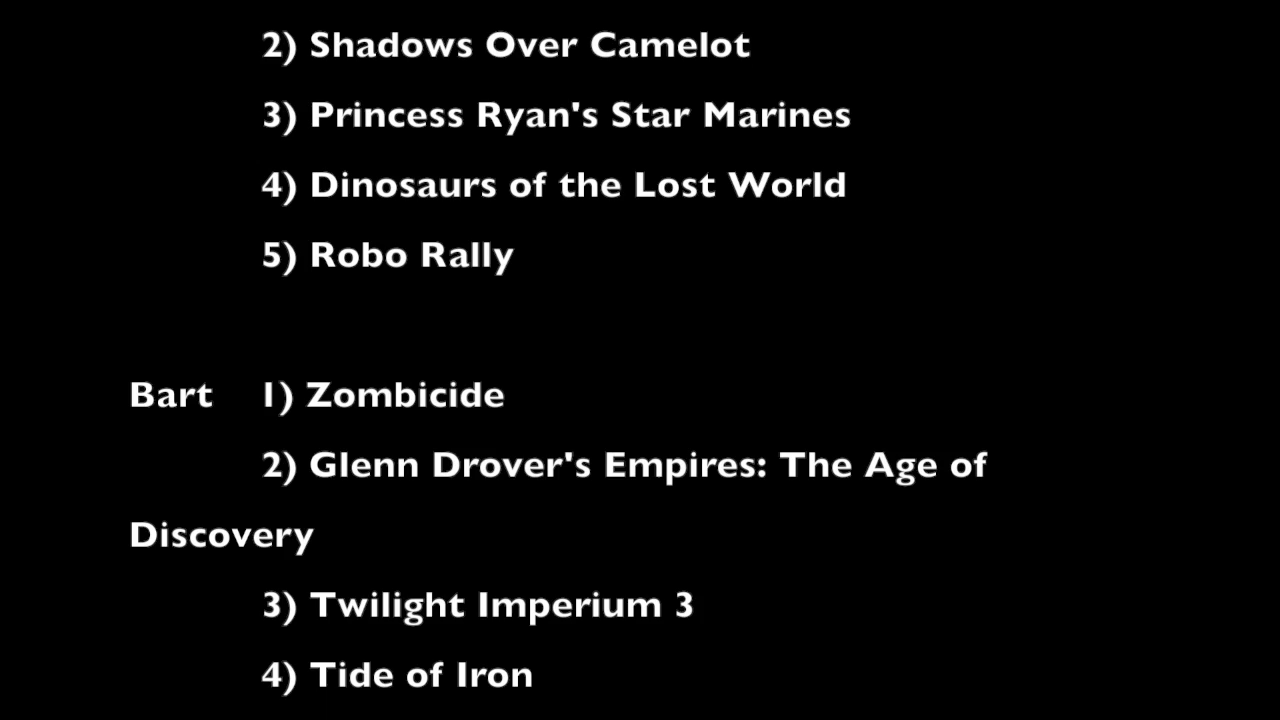 2) Shadows Over Camelot
3) Princess Ryan's Star Marines
4) Dinosaurs of the Lost World
5) Robo Rally
Bart 1) Zombicide
2) Glenn Drover's Empires: The Age of
Discovery
3) Twilight Imperium 3
4) Tide of Iron